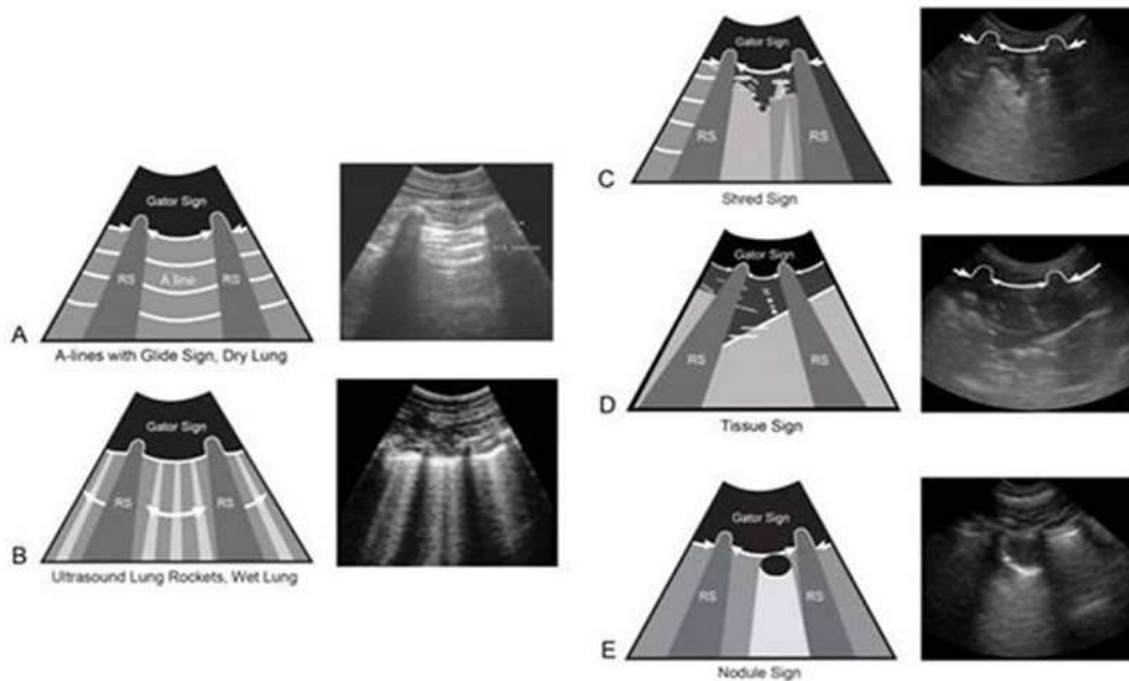 Gator Sign
RS
A line
RS
A
A-lines with Glide Sign, Dry Lung
Gator Sign
RS
RS
B
Ultrasound Lung Rockets, Wet Lung
Gator Sign
RS
RS
C
Shred Sign
Gator Sign
RS
RS
D
Tissue Sign
Gator Sign
RS
RS
E
Nodule Sign